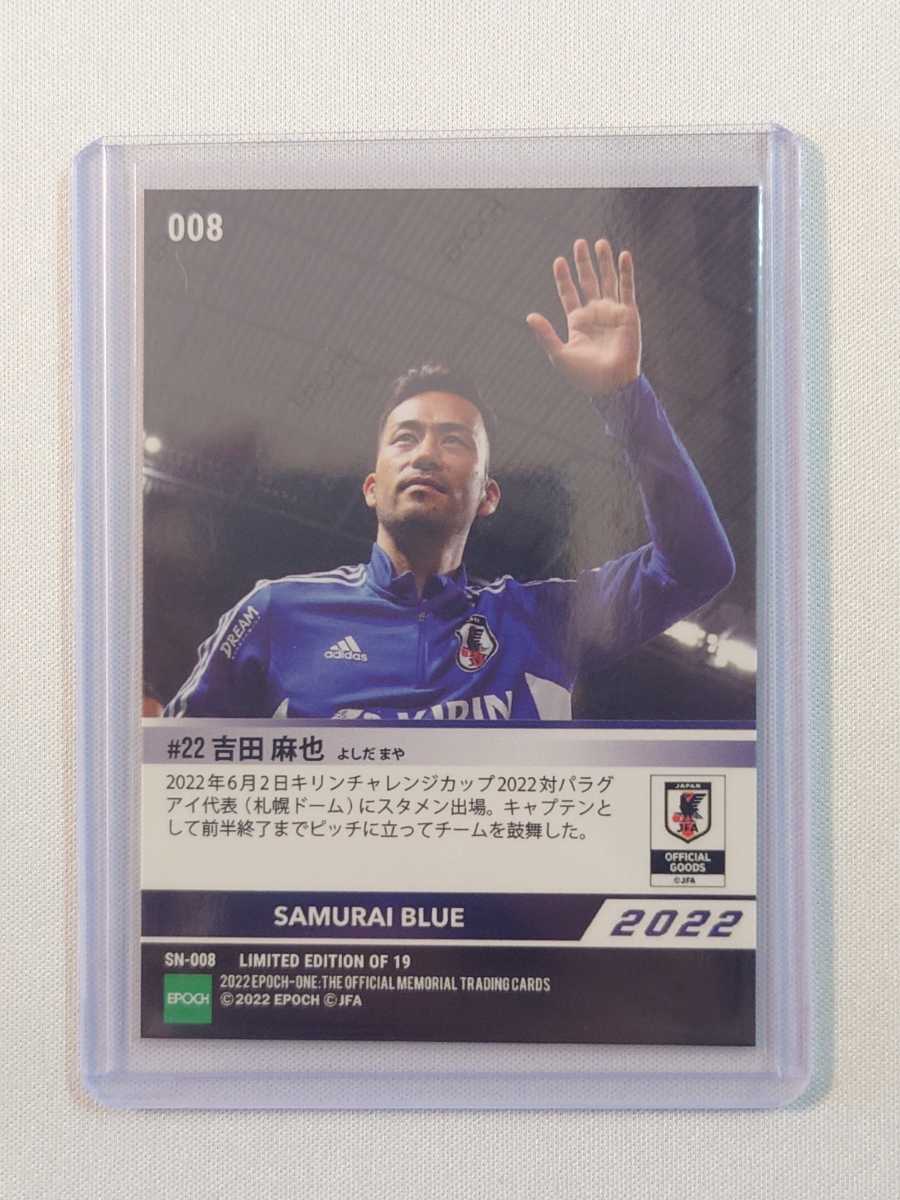 008
EPOCH
EPOCH
DREAM
adidas
KIRIN
#22 吉田 麻也 よしだ まや
2022年6月2日キリンチャレンジカップ2022対パラグ
アイ代表（札幌ドーム）にスタメン出場。キャプテンと
して前半終了までピッチに立ってチームを鼓舞した。
JAPAN
JFA
OFFICIAL
GOODS
©JFA
SAMURAI BLUE
2022
SN-008 LIMITED EDITION OF 19
EPOCH
2022 EPOCH-ONE:THE OFFICIAL MEMORIAL TRADING CARDS
©2022 EPOCH ©JFA